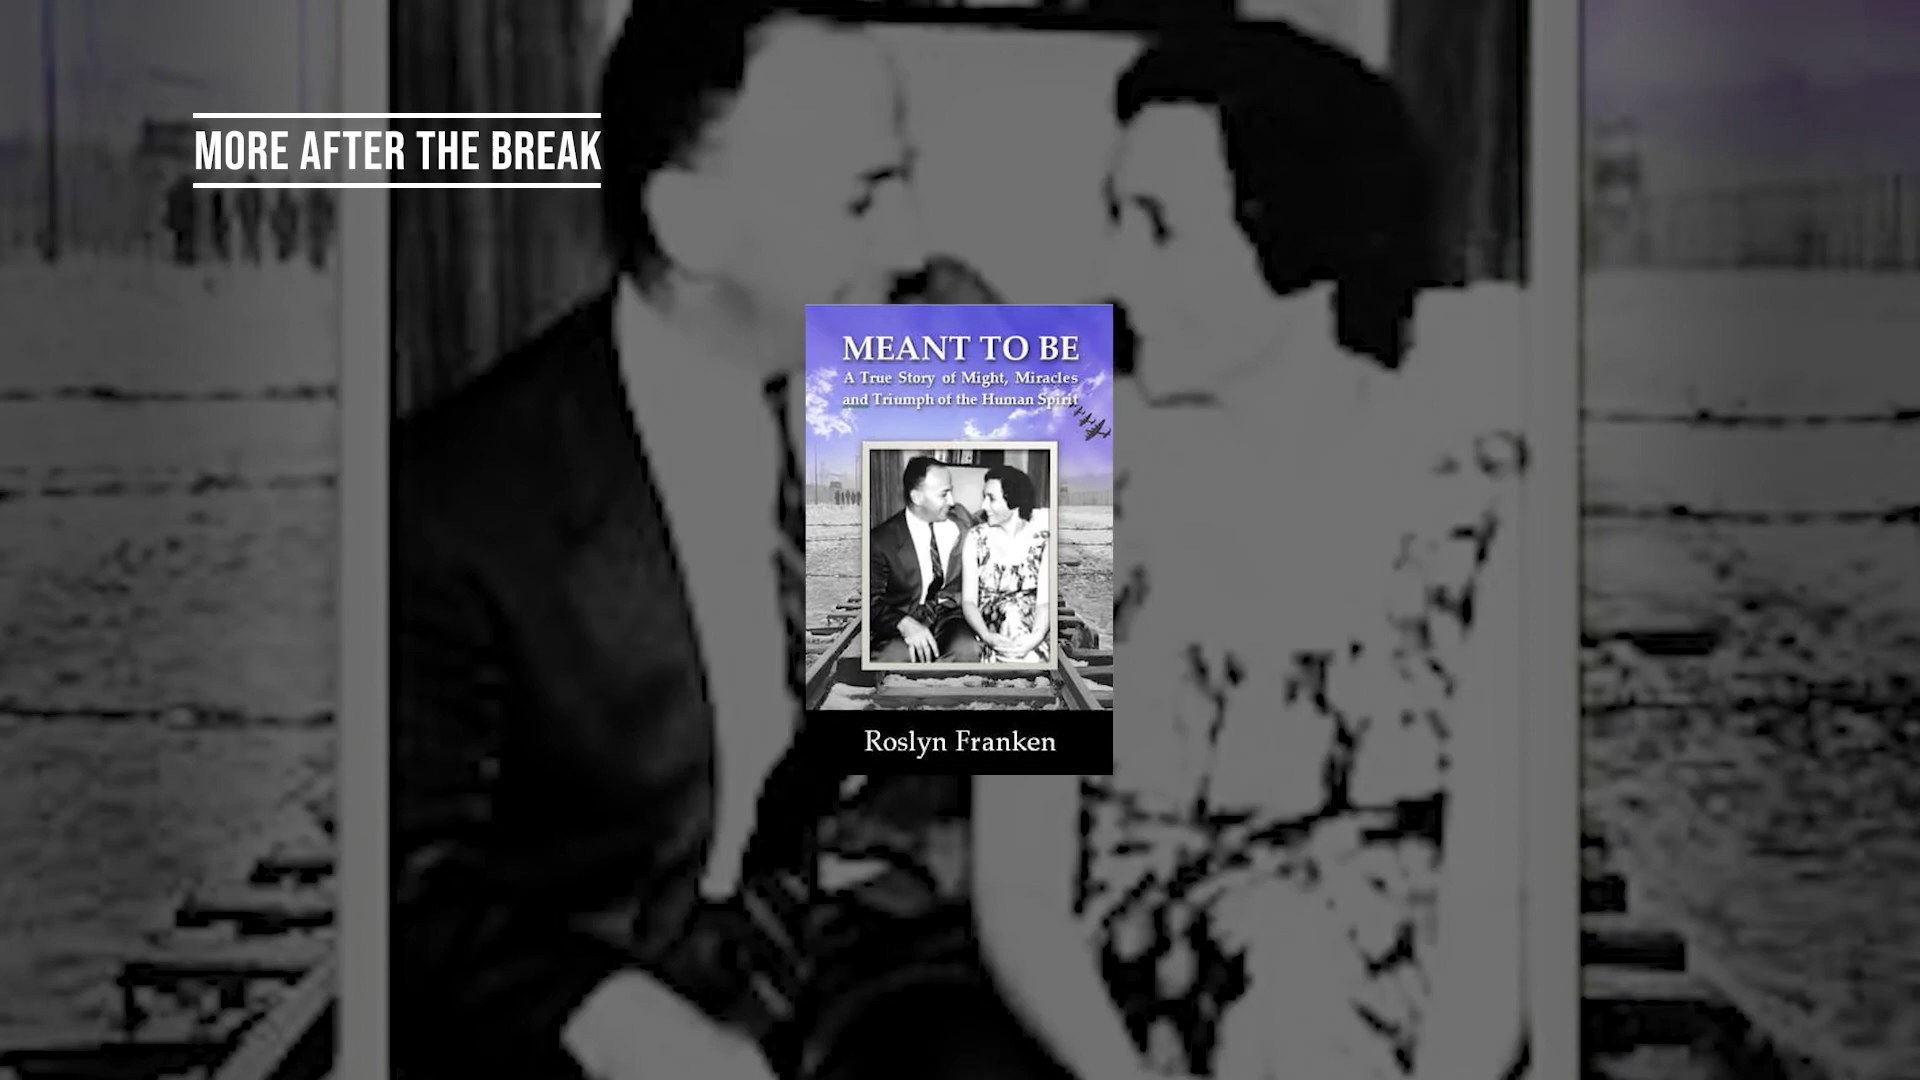 MORE AFTER THE BREAK
MEANT TO BE
A True Story of Might, Miracles
and Triumph of the Human Spirit
Roslyn Franken